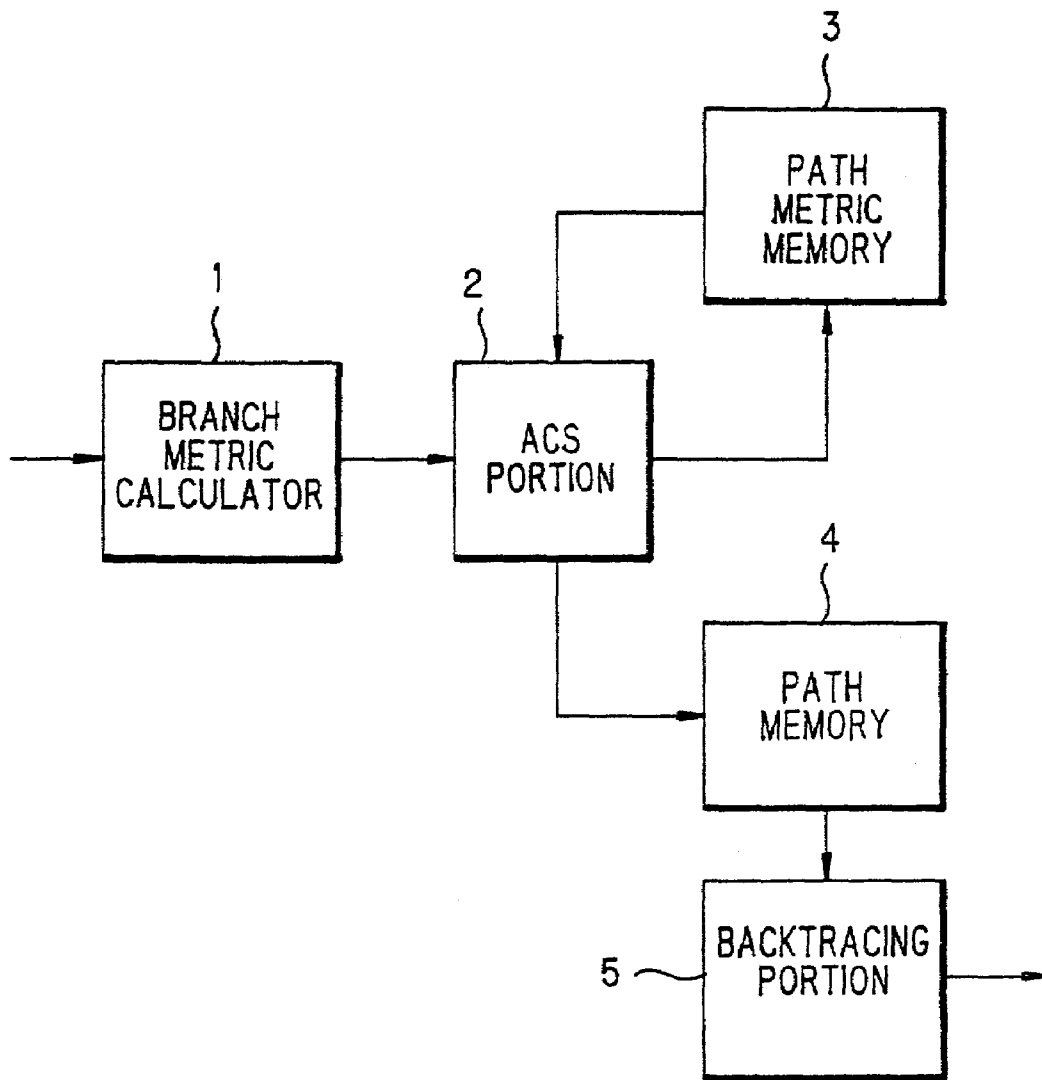 3
PATH
METRIC
MEMORY
1
2
BRANCH
METRIC
CALCULATOR
ACS
PORTION
4
PATH
MEMORY
5
BACKTRACING
PORTION